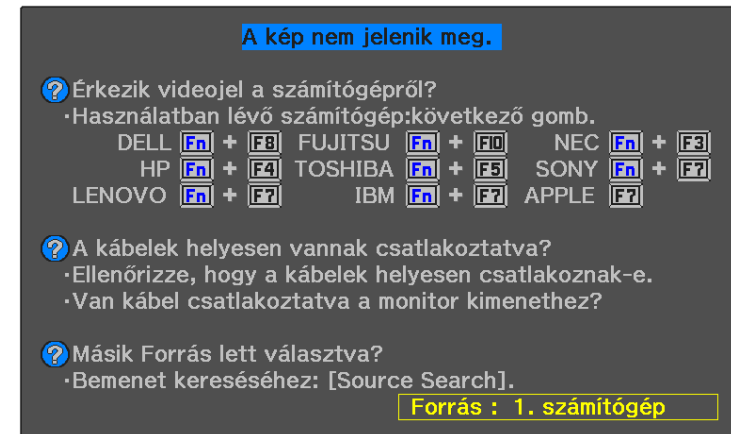 A kép nem jelenik meg.
? Érkezik videojel a számítógépről?
·Használatban lévő számítógép:következő gomb.
DELL Fn + F8 FUJITSU Fn + F10 NEC Fn + F3
HP Fn + F4 TOSHIBA Fn + F5 SONY Fn + F7
LENOVO Fn + F7 IBM Fn + F7 APPLE F7
? A kábelek helyesen vannak csatlakoztatva?
·Ellenőrizze, hogy a kábelek helyesen csatlakoznak-e.
·Van kábel csatlakoztatva a monitor kimenethez?
? Másik Forrás lett választva?
·Bemenet kereséséhez: [Source Search].
Forrás : 1. számítógép